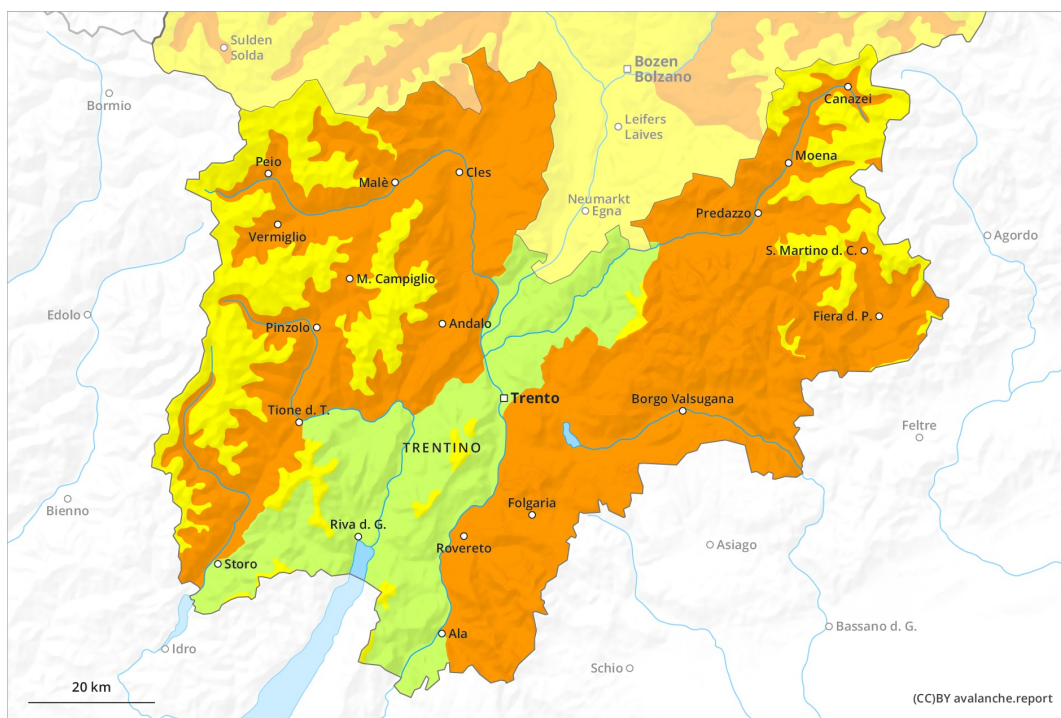 Sulden
Solda
Bozen
Bolzano
Bormio
Canazei
Leifers
Laives
Moena
Peio
Malè
Cles
Neumarkt
Egna
Predazzo
Vermiglio
Agordo
S. Martino d. C.
M. Campiglio
Edolo
Pinzolo
Andalo
Fiera d. P.
Trento
Borgo Valsugana
Tione d. T.
Feltre
TRENTINO
Bienno
Folgaria
Riva d. G.
Rovereto
Asiago
Storo
Bassano d. G.
Ala
Idro
Schio
20 km
(CC)BY avalanche.report